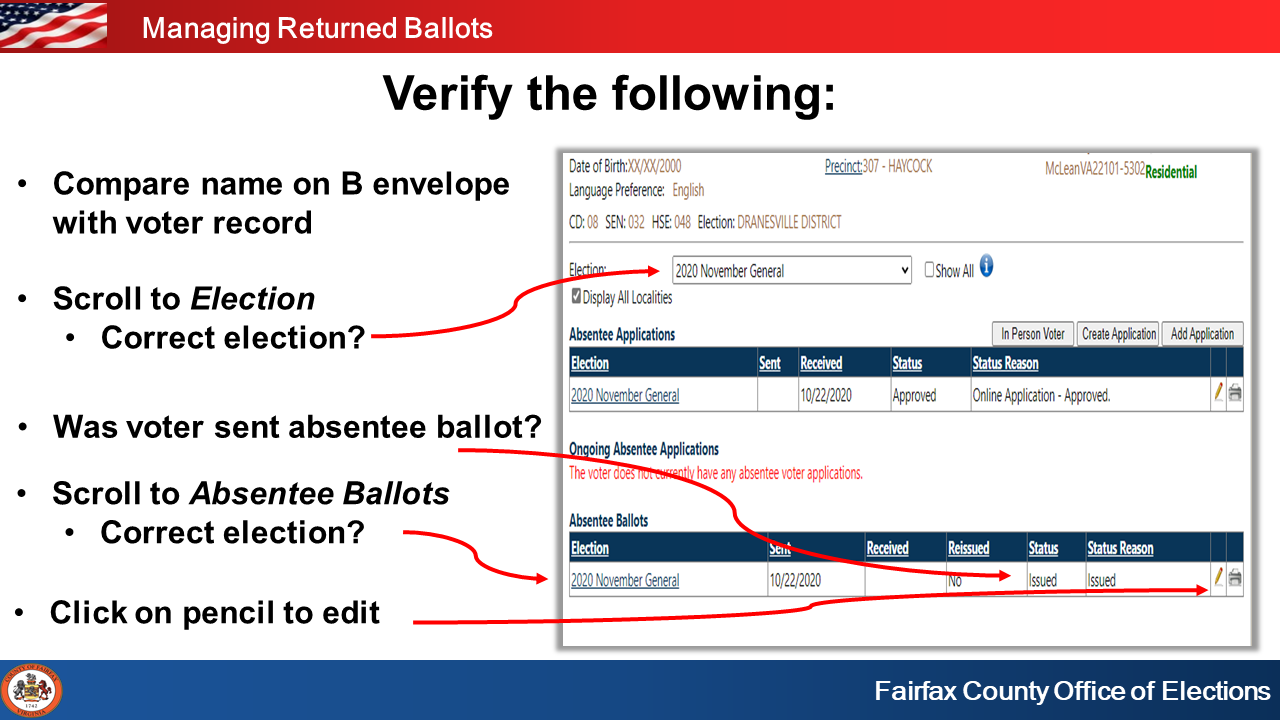 Managing Returned Ballots
Verify the following:
• Compare name on B envelope
with voter record
• Scroll to Election
• Correct election?
• Was voter sent absentee ballot?
• Scroll to Absentee Ballots
• Correct election?
• Click on pencil to edit
Date of Birth:XX/XX/2000 Precinct:307 - HAYCOCK McLeanVA22101-5302 Residential
Language Preference: English
CD: 08 SEN: 032 HSE: 048 Election: DRANESVILLE DISTRICT
Election: 2020 November General Show All i
Display All Localities
Absentee Applications In Person Voter Create Application Add Application
Election Sent Received Status Status Reason
2020 November General 10/22/2020 Approved Online Application - Approved.
Ongoing Absentee Applications
The voter does not currently have any absentee voter applications.
Absentee Ballots
Election Sent Received Reissued Status Status Reason
2020 November General 10/22/2020 No Issued Issued
COUNTY OF FAIRFAX
1742
VIRGINIA
Fairfax County Office of Elections